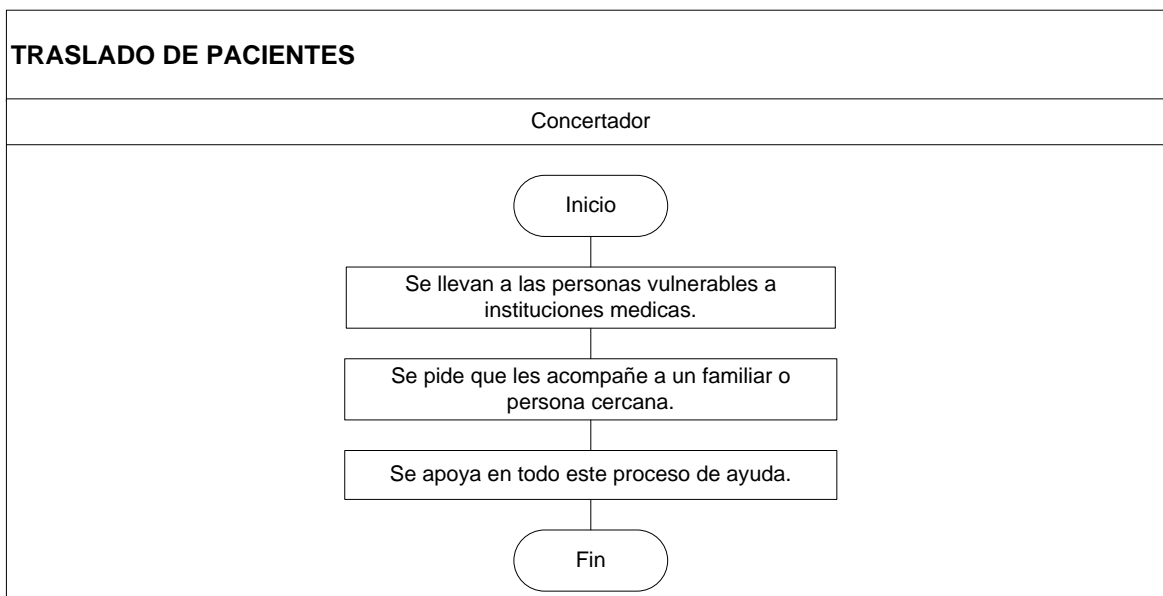 TRASLADO DE PACIENTES
Concertador
Inicio
Se llevan a las personas vulnerables a
instituciones medicas.
Se pide que les acompañe a un familiar o
persona cercana.
Se apoya en todo este proceso de ayuda.
Fin